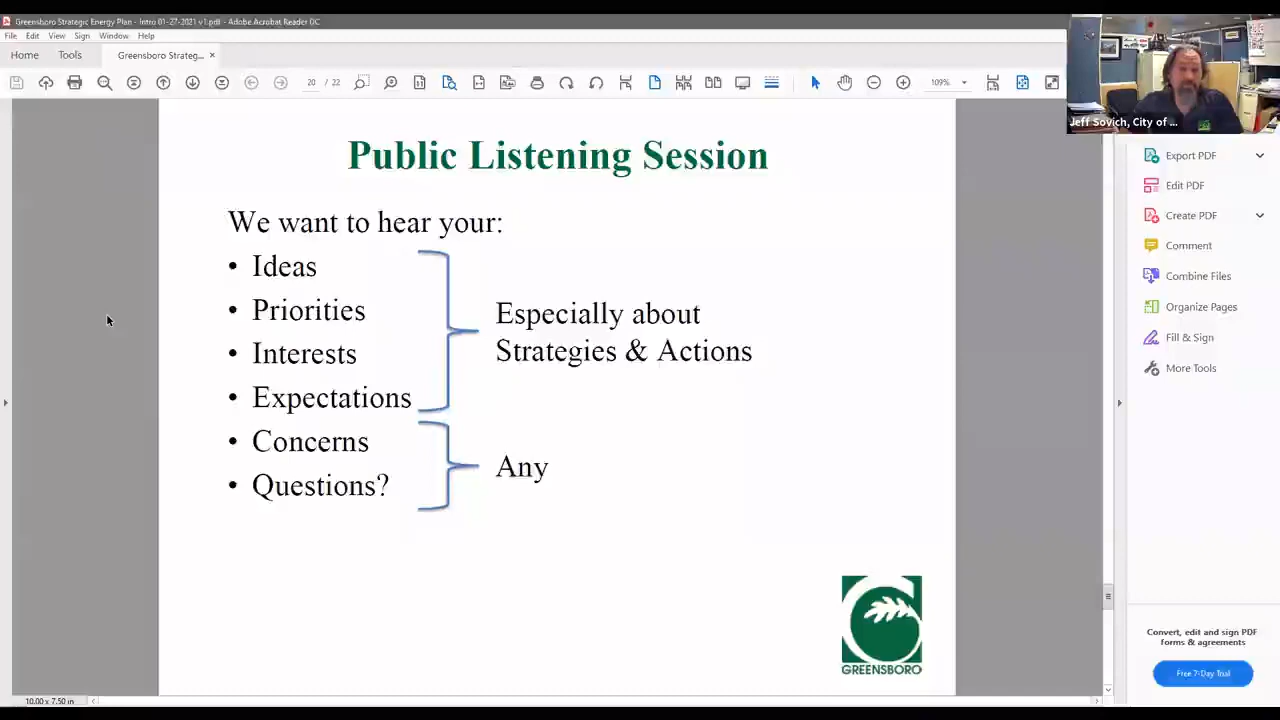 Greensboro Strategic Energy Plan - Intro 01-27-2021 v1.pdf - Adobe Acrobat Reader DC
File Edit View Sign Window Help
Home Tools Greensboro Strateg... ×
20 / 22 109%
Jeff Sovich, City of ...
Public Listening Session
We want to hear your:
• Ideas
• Priorities
• Interests
• Expectations
Especially about
Strategies & Actions
• Concerns
• Questions?
Any
GREENSBORO
Export PDF
Edit PDF
Create PDF
Comment
Combine Files
Organize Pages
Fill & Sign
More Tools
Convert, edit and sign PDF
forms & agreements
Free 7-Day Trial
10.00 x 7.50 in